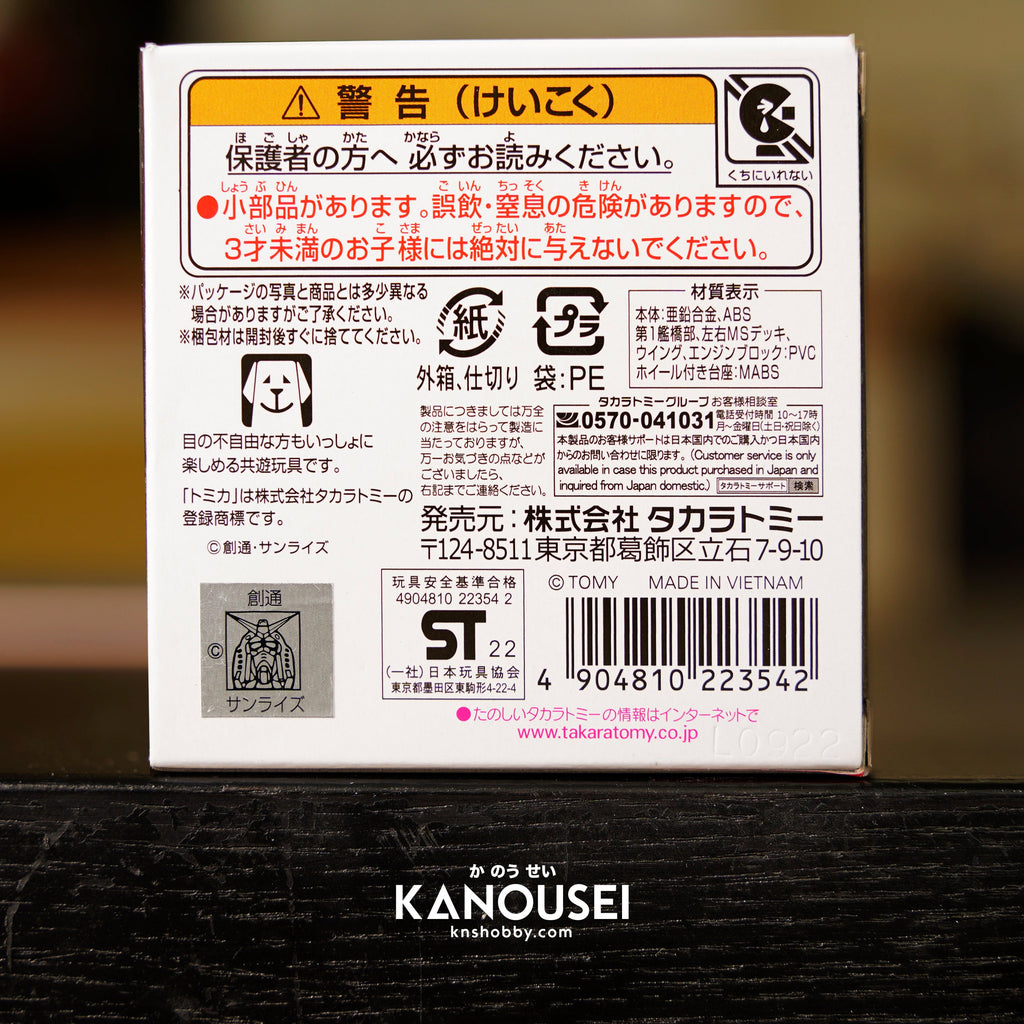 警告（けいこく）
くちにいれない
保護者の方へ 必ずお読みください。
ほごしゃ かた かなら よ
●小部品があります。誤飲・窒息の危険がありますので、
しょうぶひん ごいん ちっそく きけん
3才未満のお子様には絶対に与えないでください。
さいみまん こさま ぜったい あた
※パッケージの写真と商品とは多少異なる
場合がありますがご了承ください。
※梱包材は開封後すぐに捨ててください。
紙
外箱、仕切り
プラ
袋:PE
材質表示
本体:亜鉛合金、ABS
第1艦橋部、左右MSデッキ、
ウイング、エンジンブロック:PVC
ホイール付き台座:MABS
目の不自由な方もいっしょに
楽しめる共遊玩具です。
「トミカ」は株式会社タカラトミーの
登録商標です。
©創通・サンライズ
製品につきましては万全
の注意をはらって製造に
当たっておりますが、
万一お気づきの点などが
ございましたら、
右記までご連絡ください。
タカラトミーグループお客様相談室
0570-041031
電話受付時間 10〜17時
月〜金曜日(土日・祝日除く)
本製品のお客様サポートは日本国内でのご購入かつ日本国内
からのお問い合わせに限ります。(Customer service is only
available in case this product purchased in Japan and
inquired from Japan domestic.)
タカラトミーサポート 検索
発売元:株式会社 タカラトミー
〒124-8511東京都葛飾区立石7-9-10
創通
©
サンライズ
玩具安全基準合格
4904810 22354 2
ST 22
(一社)日本玩具協会
東京都墨田区東駒形4-22-4
© TOMY MADE IN VIETNAM
4 904810 223542
●たのしいタカラトミーの情報はインターネットで
www.takaratomy.co.jp
L0922
かのうせい
KANOUSEI
knshobby.com